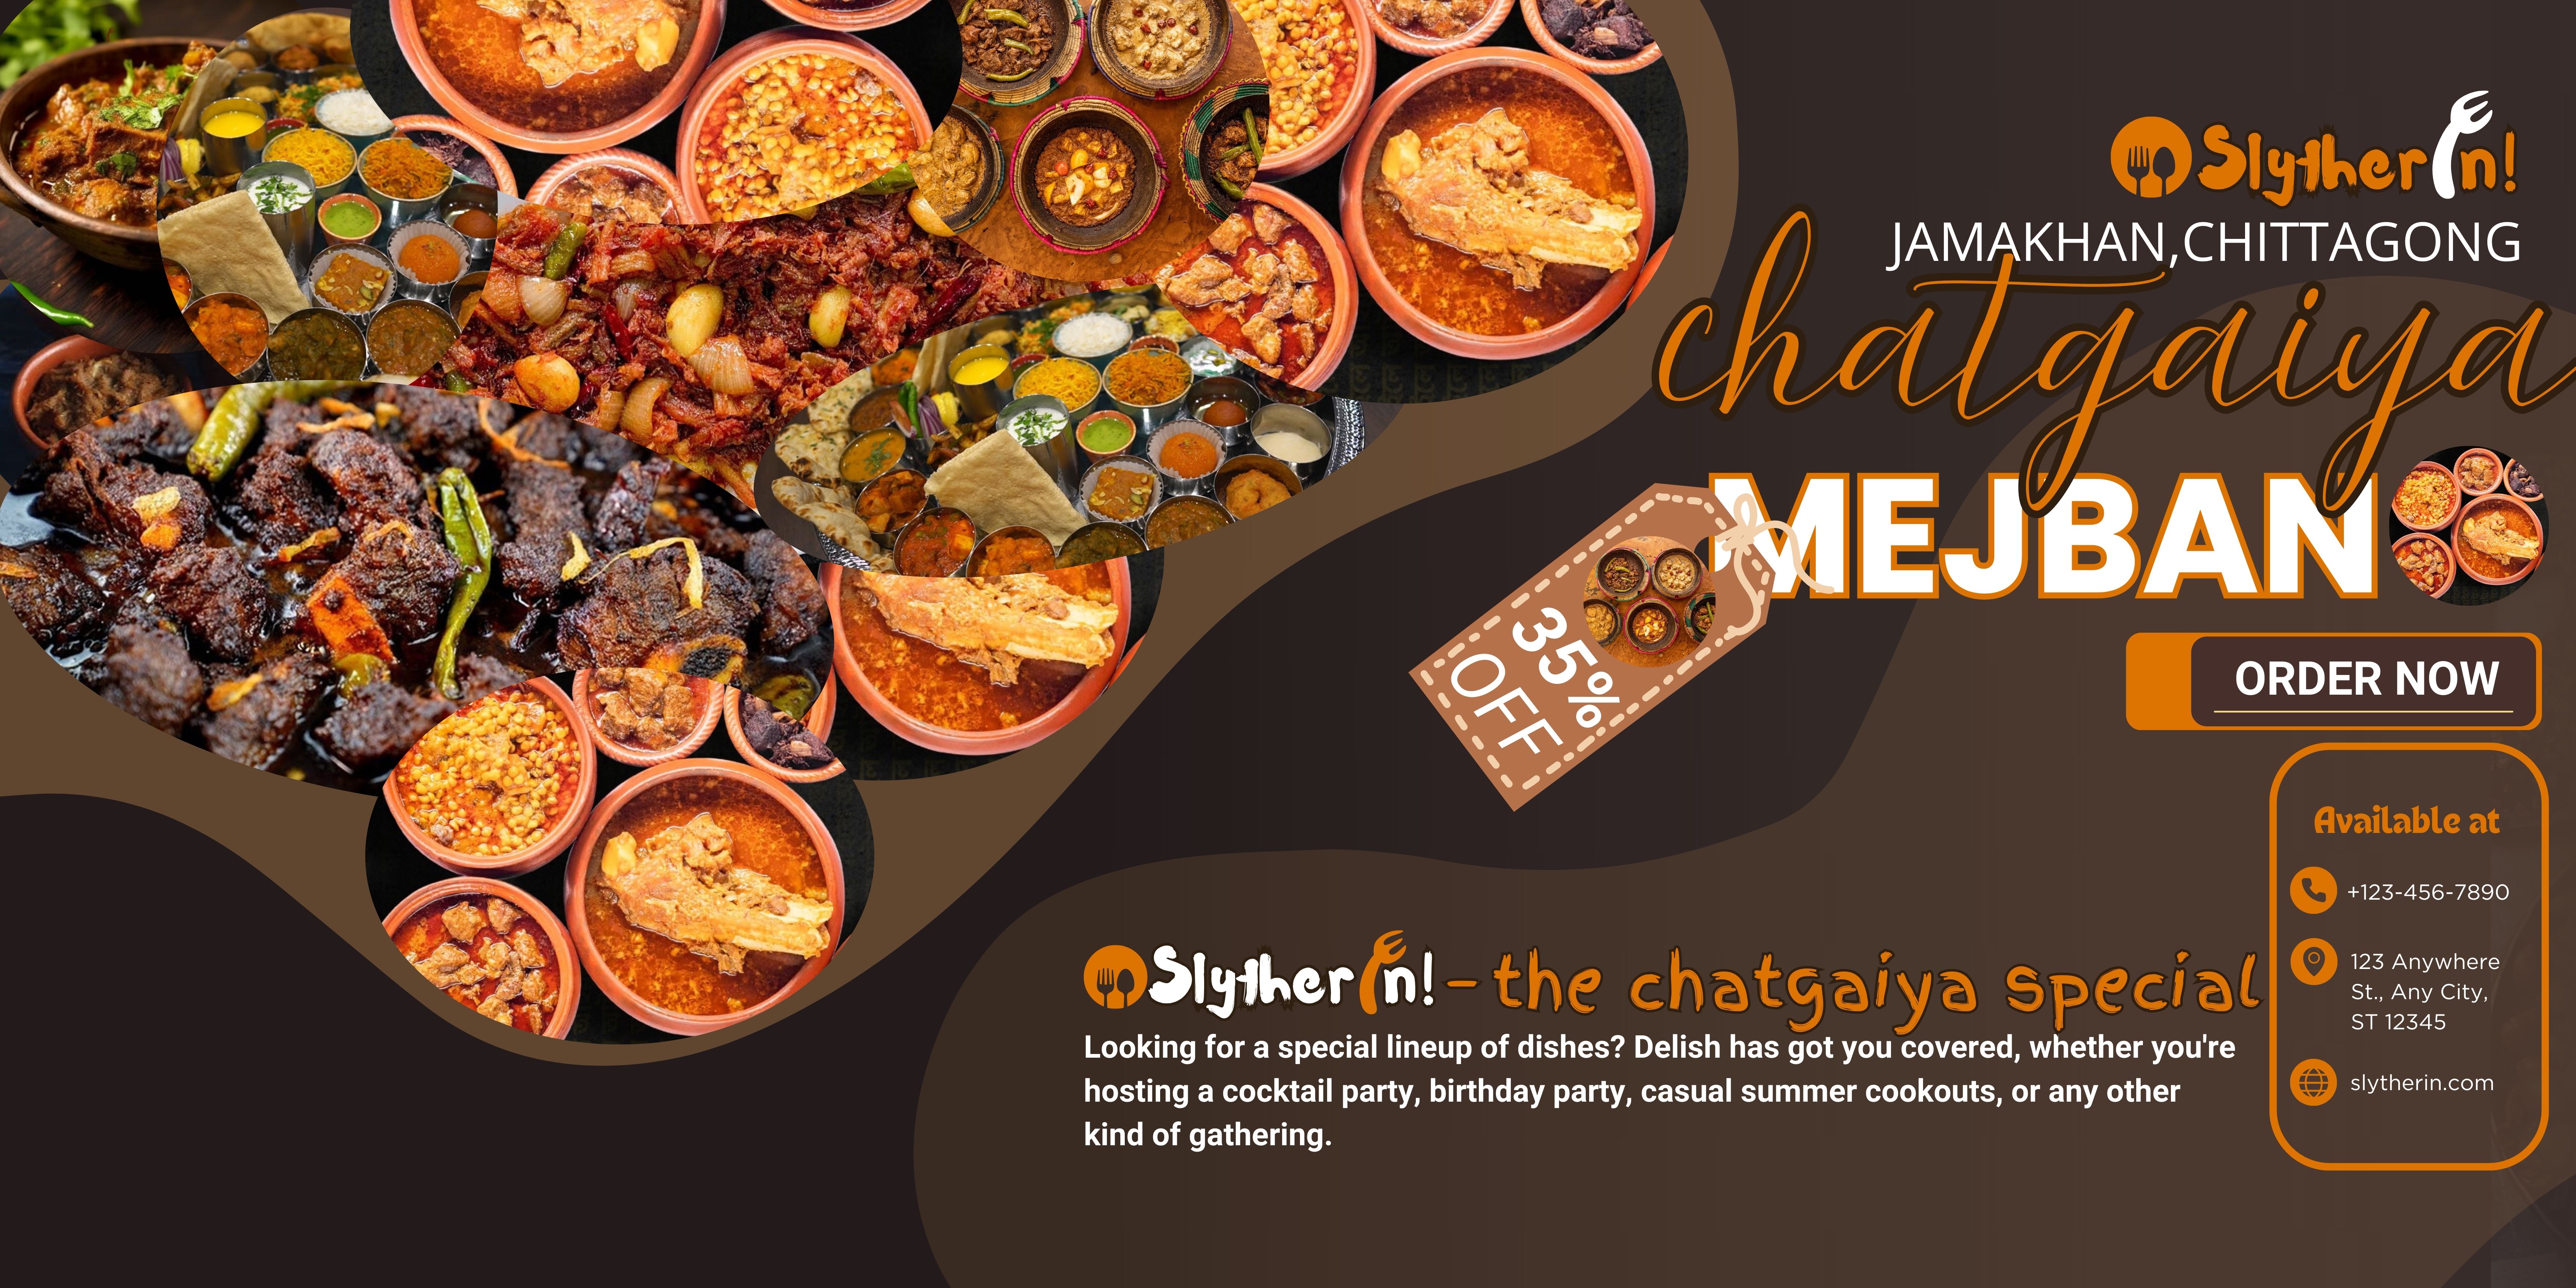 Slytherin!
JAMAKHAN,CHITTAGONG
chatgaiya
MEJBAN
35%
OFF
ORDER NOW
Available at
+123-456-7890
123 Anywhere
St., Any City,
ST 12345
slytherin.com
Slytherin! - the chatgaiya special
Looking for a special lineup of dishes? Delish has got you covered, whether you're
hosting a cocktail party, birthday party, casual summer cookouts, or any other
kind of gathering.